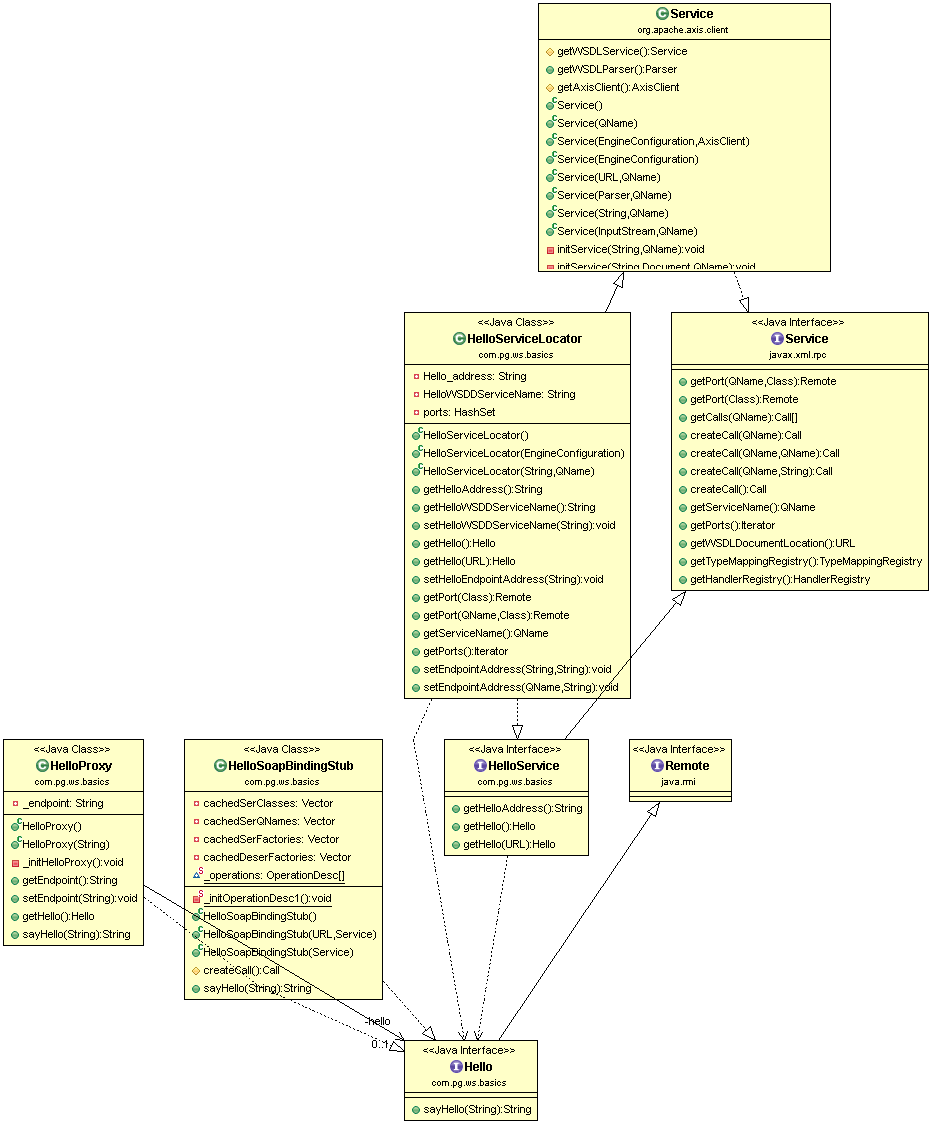 Service
org.apache.axis.client
getWSDLService():Service
getWSDLParser():Parser
getAxisClient():AxisClient
Service()
Service(QName)
Service(EngineConfiguration,AxisClient)
Service(EngineConfiguration)
Service(URL,QName)
Service(Parser,QName)
Service(String,QName)
Service(InputStream,QName)
initService(String,QName):void
initService(String,Document,QName):void
<<Java Class>>
HelloServiceLocator
com.pg.ws.basics
Hello_address: String
HelloWSDDServiceName: String
ports: HashSet
HelloServiceLocator()
HelloServiceLocator(EngineConfiguration)
HelloServiceLocator(String,QName)
getHelloAddress():String
getHelloWSDDServiceName():String
setHelloWSDDServiceName(String):void
getHello():Hello
getHello(URL):Hello
setHelloEndpointAddress(String):void
getPort(Class):Remote
getPort(QName,Class):Remote
getServiceName():QName
getPorts():Iterator
setEndpointAddress(String,String):void
setEndpointAddress(QName,String):void
<<Java Interface>>
Service
javax.xml.rpc
getPort(QName,Class):Remote
getPort(Class):Remote
getCalls(QName):Call[]
createCall(QName):Call
createCall(QName,QName):Call
createCall(QName,String):Call
createCall():Call
getServiceName():QName
getPorts():Iterator
getWSDLDocumentLocation():URL
getTypeMappingRegistry():TypeMappingRegistry
getHandlerRegistry():HandlerRegistry
<<Java Class>>
HelloProxy
com.pg.ws.basics
_endpoint: String
HelloProxy()
HelloProxy(String)
_initHelloProxy():void
getEndpoint():String
setEndpoint(String):void
getHello():Hello
sayHello(String):String
<<Java Class>>
HelloSoapBindingStub
com.pg.ws.basics
cachedSerClasses: Vector
cachedSerQNames: Vector
cachedSerFactories: Vector
cachedDeserFactories: Vector
_operations: OperationDesc[]
_initOperationDesc1():void
HelloSoapBindingStub()
HelloSoapBindingStub(URL,Service)
HelloSoapBindingStub(Service)
createCall():Call
sayHello(String):String
<<Java Interface>>
HelloService
com.pg.ws.basics
getHelloAddress():String
getHello():Hello
getHello(URL):Hello
<<Java Interface>>
Remote
java.rmi
-hello
0..1
<<Java Interface>>
Hello
com.pg.ws.basics
sayHello(String):String